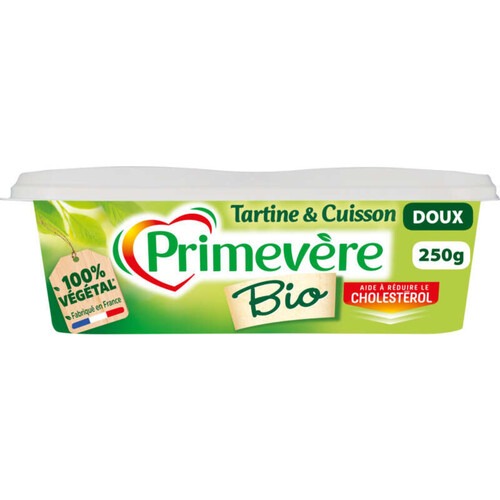 Tartine & Cuisson
DOUX
Primevère
250g
Bio
AIDE À RÉDUIRE LE
CHOLESTÉROL
100%
VÉGÉTAL*
Fabriqué en France